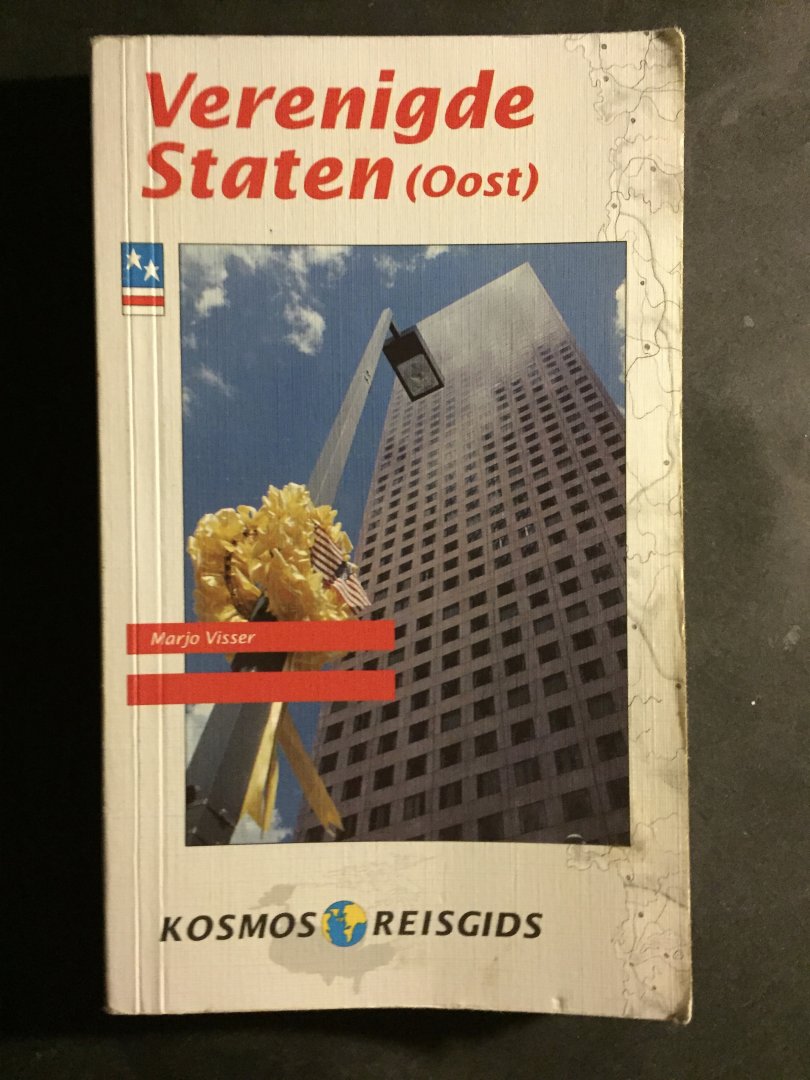 Verenigde
Staten (Oost)
Marjo Visser
KOSMOS REISGIDS